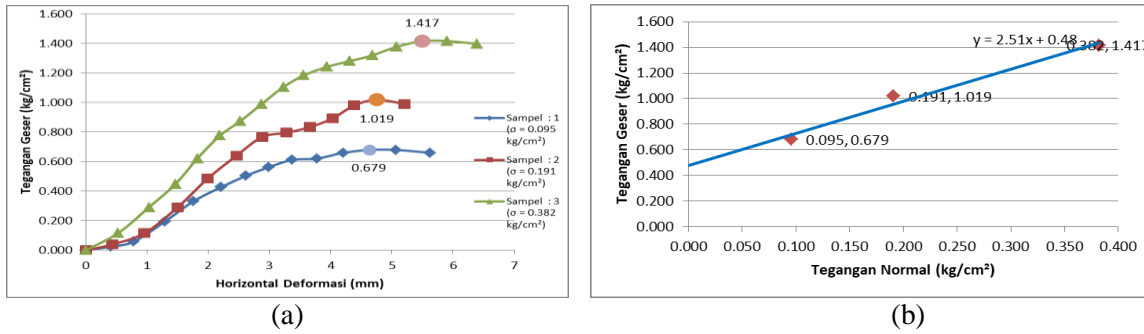 Tegangan Geser (kg/cm²)
1.600
1.400
1.200
1.000
0.800
0.600
0.400
0.200
0.000
1.417
1.019
0.679
Sampel : 1
(σ = 0.095
kg/cm²)
Sampel : 2
(σ = 0.191
kg/cm²)
Sampel : 3
(σ = 0.382
kg/cm²)
0 1 2 3 4 5 6 7
Horizontal Deformasi (mm)
(a)
Tegangan Geser (kg/cm²)
1.600
1.400
1.200
1.000
0.800
0.600
0.400
0.200
0.000
y = 2.51x + 0.48
0.382, 1.417
0.191, 1.019
0.095, 0.679
0.000 0.050 0.100 0.150 0.200 0.250 0.300 0.350 0.400
Tegangan Normal (kg/cm²)
(b)